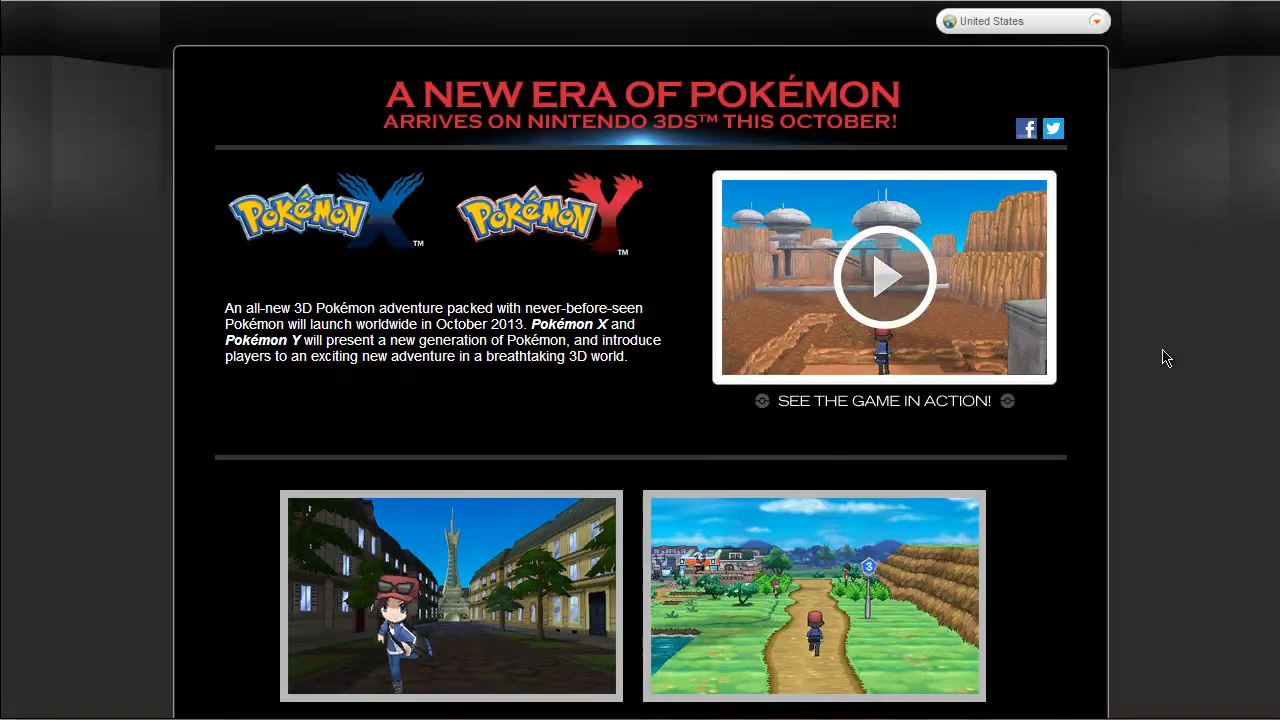 United States
A NEW ERA OF POKÉMON
ARRIVES ON NINTENDO 3DS™ THIS OCTOBER!
f
POKéMON X ™
POKéMON Y ™
An all-new 3D Pokémon adventure packed with never-before-seen
Pokémon will launch worldwide in October 2013. Pokémon X and
Pokémon Y will present a new generation of Pokémon, and introduce
players to an exciting new adventure in a breathtaking 3D world.
SEE THE GAME IN ACTION!
3